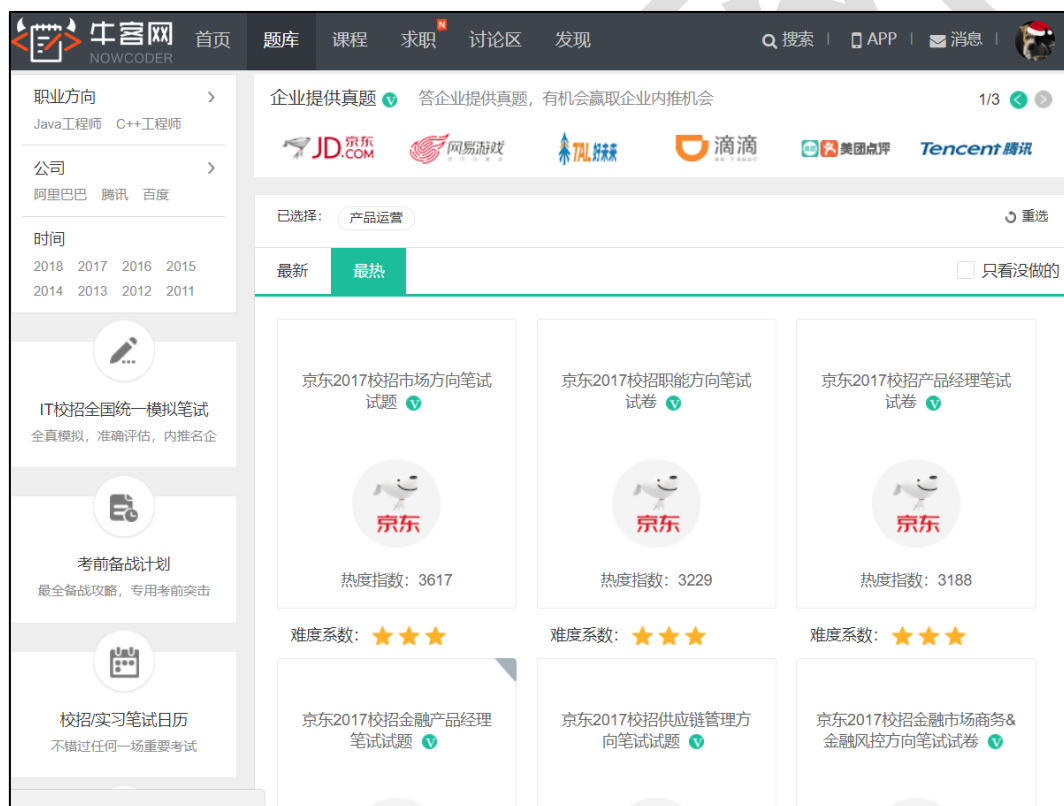 牛客网
NOWCODER
首页 题库 课程 求职 N 讨论区 发现 搜索 APP 消息
职业方向
Java工程师 C++工程师
公司
阿里巴巴 腾讯 百度
时间
2018 2017 2016 2015
2014 2013 2012 2011
IT校招全国统一模拟笔试
全真模拟，准确评估，内推名企
考前备战计划
最全备战攻略，专用考前突击
校招/实习笔试日历
不错过任何一场重要考试
企业提供真题 V 答企业提供真题，有机会赢取企业内推机会 1/3
JD.京东
COM
网易游戏
TAL好未来
滴滴
美团点评
Tencent腾讯
已选择： 产品运营 重选
最新 最热 只看没做的
京东2017校招市场方向笔试
试题 V
京东
热度指数：3617
难度系数：
京东2017校招职能方向笔试
试卷 V
京东
热度指数：3229
难度系数：
京东2017校招产品经理笔试
试卷 V
京东
热度指数：3188
难度系数：
京东2017校招金融产品经理
笔试试题 V
京东2017校招供应链管理方
向笔试试题 V
京东2017校招金融市场商务&
金融风控方向笔试试卷 V